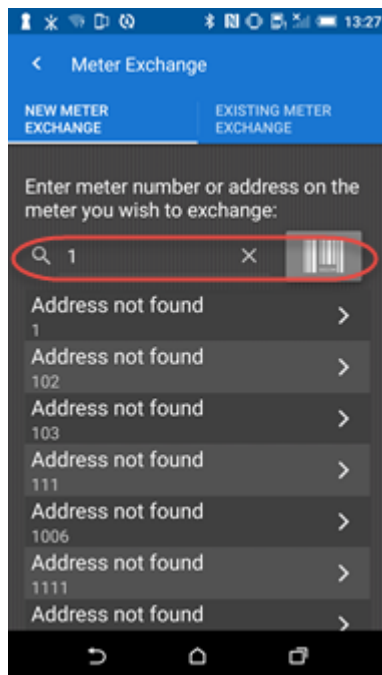 13:27
Meter Exchange
NEW METER
EXCHANGE
EXISTING METER
EXCHANGE
Enter meter number or address on the
meter you wish to exchange:
1
Address not found
1
Address not found
102
Address not found
103
Address not found
111
Address not found
1006
Address not found
1111
Address not found